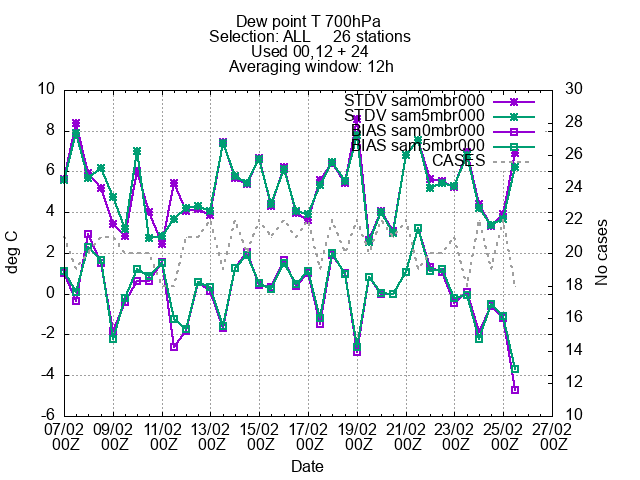 Dew point T 700hPa
Selection: ALL 26 stations
Used 00,12 + 24
Averaging window: 12h
STDV sam0mbr000
STDV sam5mbr000
BIAS sam0mbr000
BIAS sam5mbr000
CASES
deg C
10
8
6
4
2
0
-2
-4
-6
No cases
30
28
26
24
22
20
18
16
14
12
10
07/02 09/02 11/02 13/02 15/02 17/02 19/02 21/02 23/02 25/02 27/02
00Z 00Z 00Z 00Z 00Z 00Z 00Z 00Z 00Z 00Z 00Z
Date